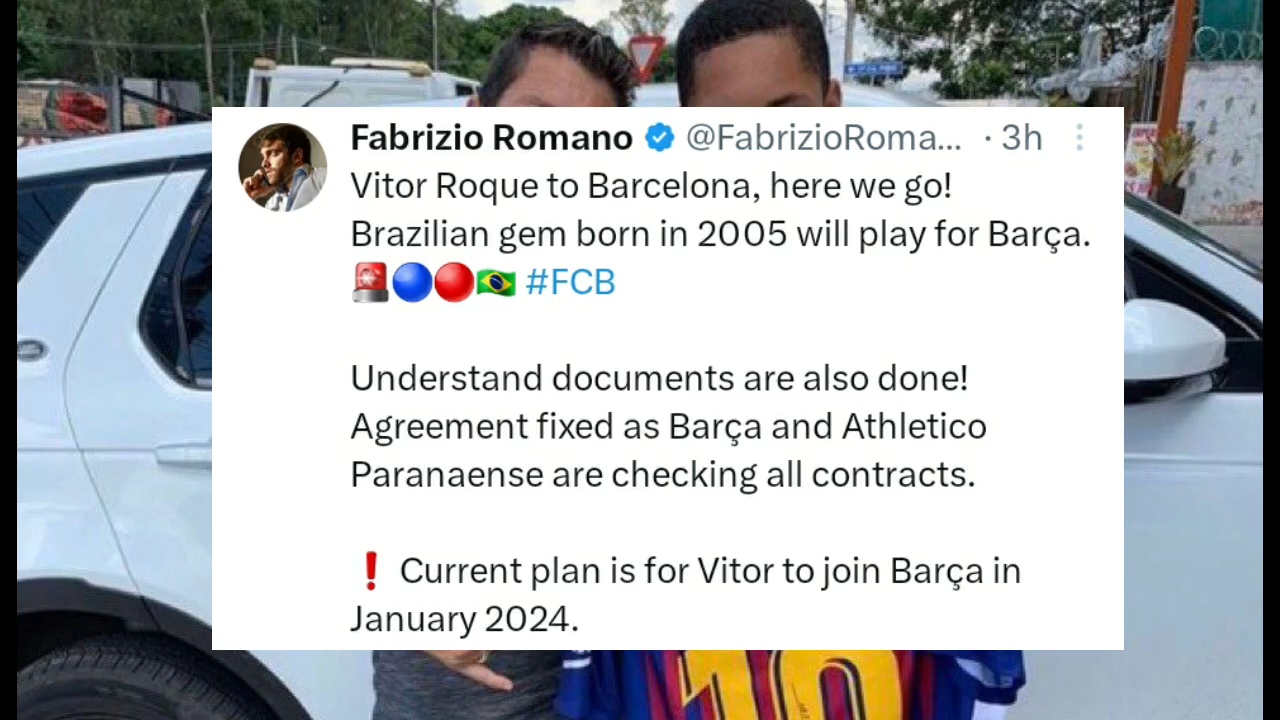 Fabrizio Romano @FabrizioRoma... · 3h
Vitor Roque to Barcelona, here we go!
Brazilian gem born in 2005 will play for Barça.
🚨🔵🔴🇧🇷 #FCB
Understand documents are also done!
Agreement fixed as Barça and Athletico
Paranaense are checking all contracts.
❗ Current plan is for Vitor to join Barça in
January 2024.
10